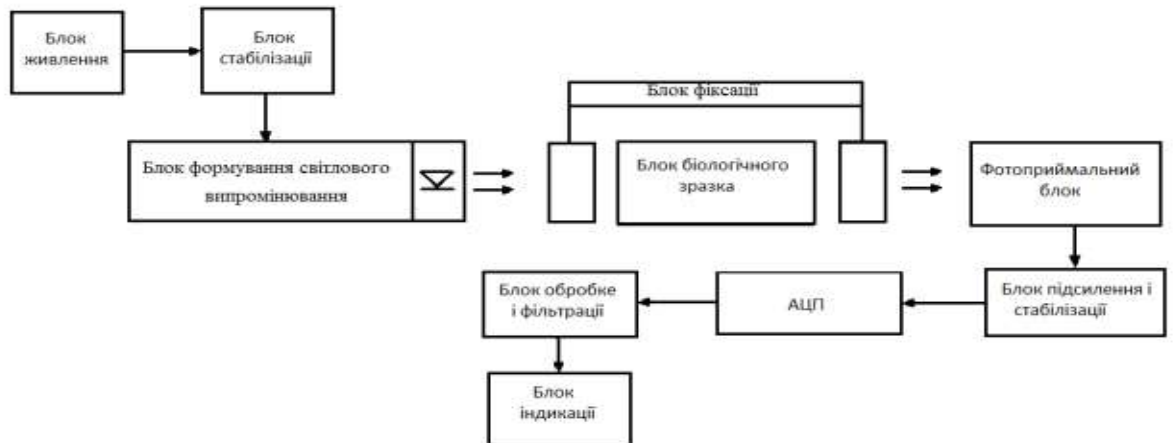 Блок
живлення
Блок
стабілізації
Блок фіксації
Блок формування світлового
випромінювання
Блок біологічного
зразка
Фотоприймальний
блок
Блок обробке
і фільтрації
АЦП
Блок підсилення і
стабілізації
Блок
індикації